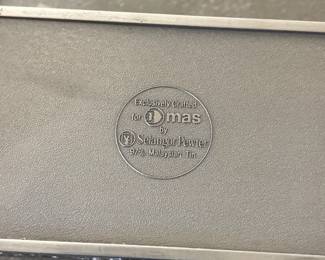 Exclusively Crafted
for mas
by
Selangor Pewter
97% Malaysian Tin